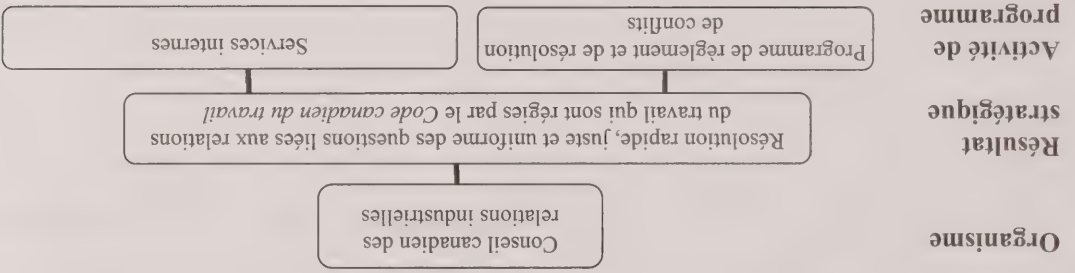 Organisme
Conseil canadien des
relations industrielles
Résultat
stratégique
Résolution rapide, juste et uniforme des questions liées aux relations
du travail qui sont régies par le Code canadien du travail
Activité de
programme
Programme de règlement et de résolution
de conflits
Services internes